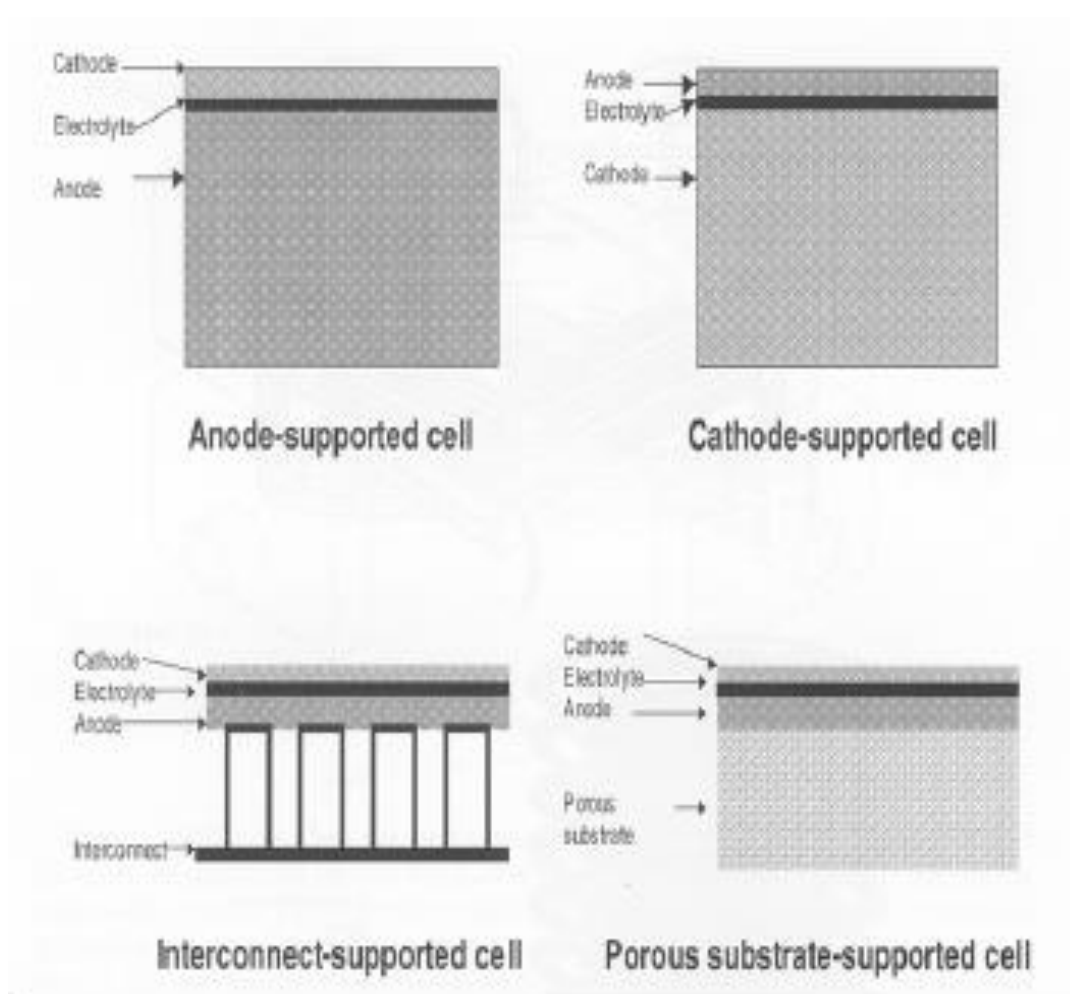 Cathode
Electrolyte
Anode
Anode-supported cell
Anode
Electrolyte
Cathode
Cathode-supported cell
Cathode
Electrolyte
Anode
Interconnect
Interconnect-supported cell
Cathode
Electrolyte
Anode
Porous
substrate
Porous substrate-supported cell